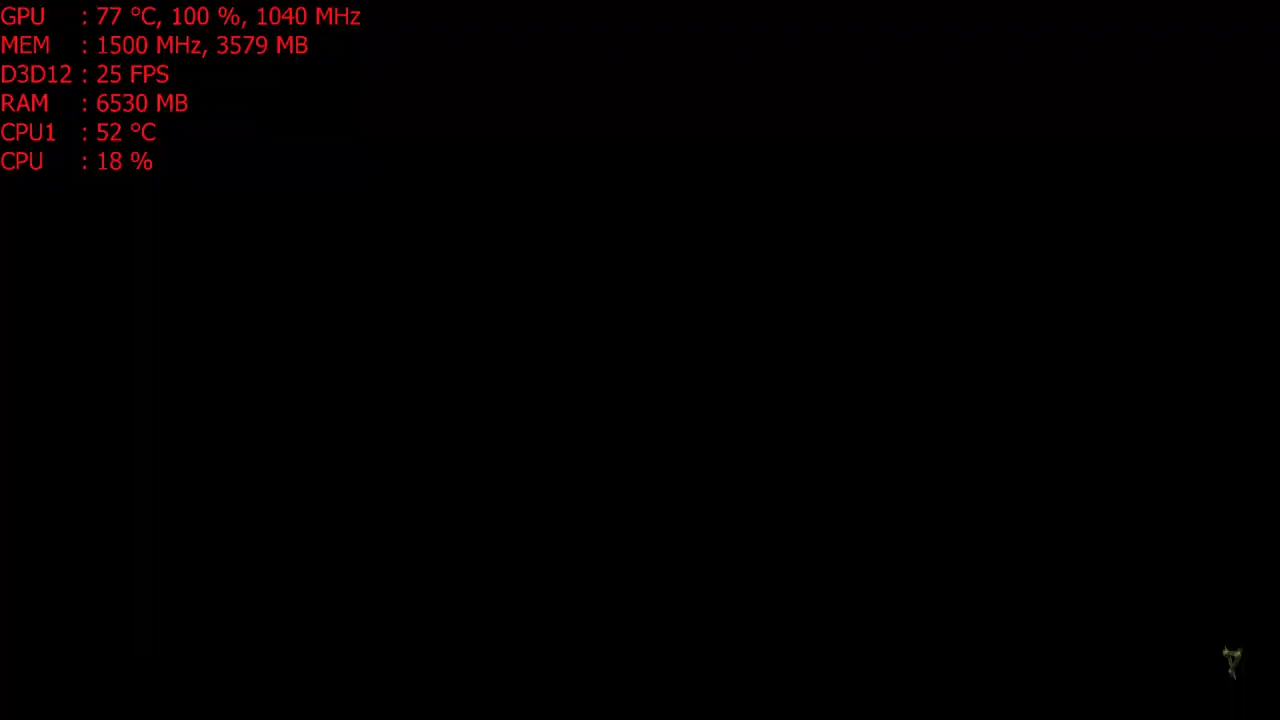 GPU : 77 °C, 100 %, 1040 MHz
MEM : 1500 MHz, 3579 MB
D3D12 : 25 FPS
RAM : 6530 MB
CPU1 : 52 °C
CPU : 18 %